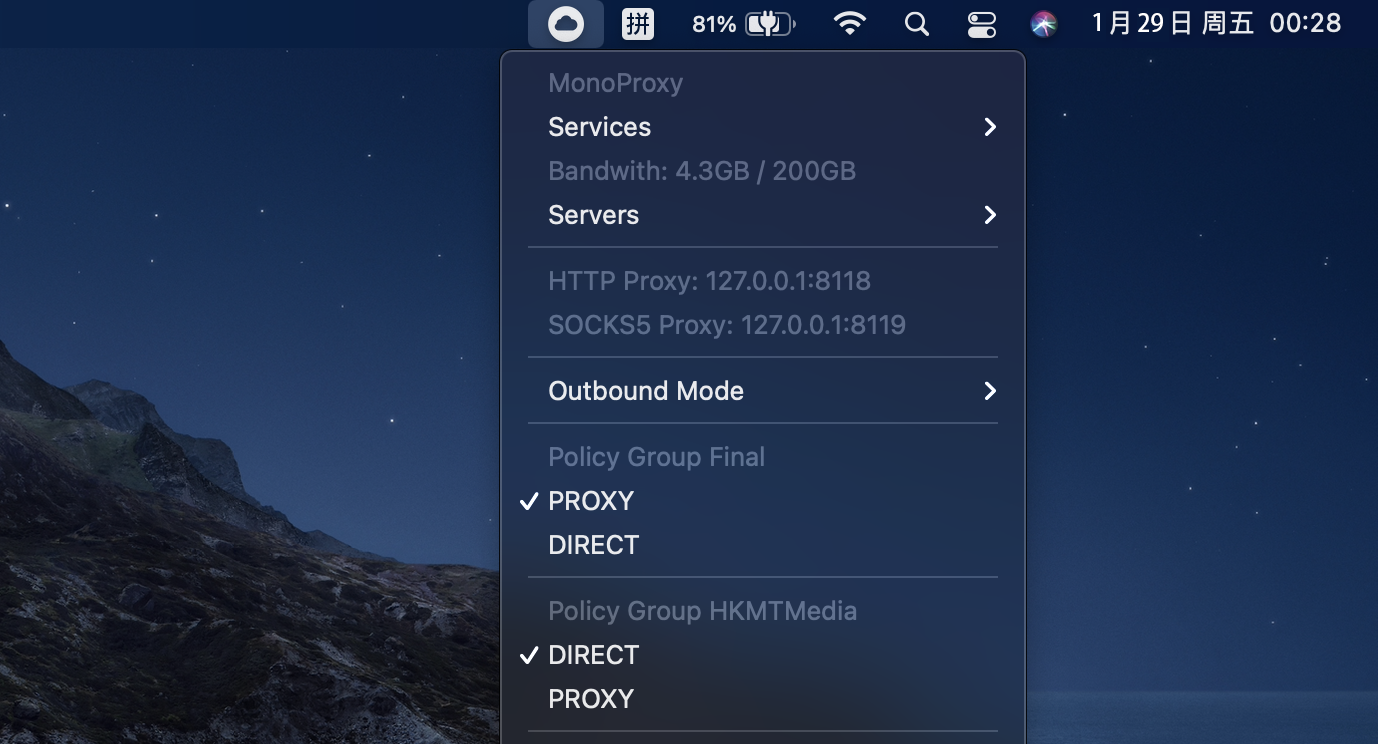 拼 81% 1月29日 周五 00:28
MonoProxy
Services
Bandwith: 4.3GB / 200GB
Servers
HTTP Proxy: 127.0.0.1:8118
SOCKS5 Proxy: 127.0.0.1:8119
Outbound Mode
Policy Group Final
PROXY
DIRECT
Policy Group HKMTMedia
DIRECT
PROXY